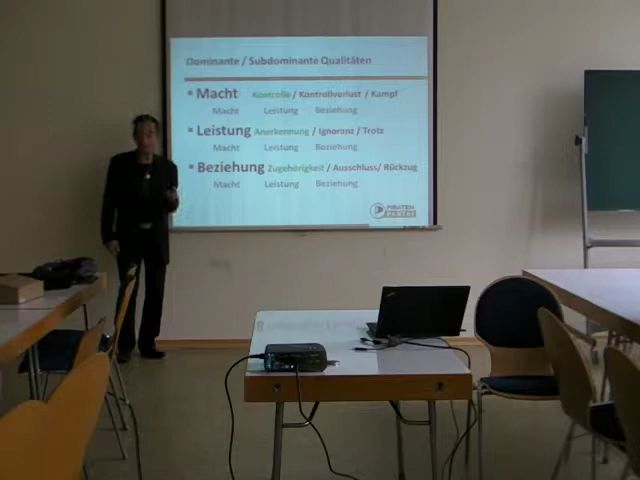 Dominante / Subdominante Qualitäten
▪ Macht Kontrolle / Kontrollverlust / Kampf
Macht Leistung Beziehung
▪ Leistung Anerkennung / Ignoranz / Trotz
Macht Leistung Beziehung
▪ Beziehung Zugehörigkeit / Ausschluss/ Rückzug
Macht Leistung Beziehung
PIRATEN
PARTEI